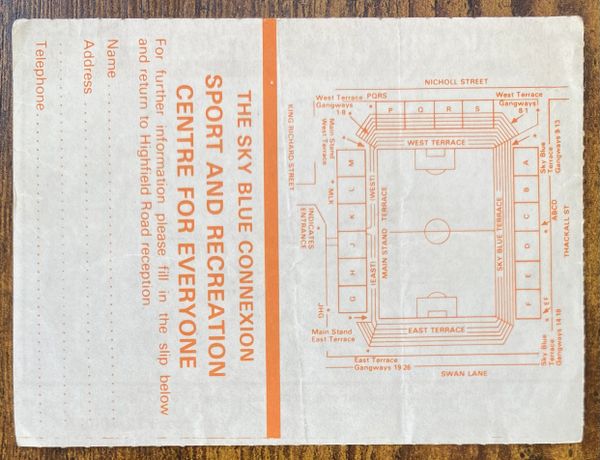 NICHOLL STREET
West Terrace
Gangways
1 8
PQRS
West Terrace
Gangways
8 1
P Q R S
WEST TERRACE
Main Stand
West Terrace
Sky Blue
Terrace
Gangways 8 13
KING RICHARD STREET
MLK
M L K J H G
(WEST)
MAIN STAND TERRACE
(EAST)
SKY BLUE TERRACE
A B C D E F
ABCD
THACKALL ST
INDICATES
ENTRANCE
JHG
EF
Main Stand
East Terrace
EAST TERRACE
Sky Blue
Terrace
Gangways 14 18
East Terrace
Gangways 19 26
SWAN LANE
THE SKY BLUE CONNEXION
SPORT AND RECREATION
CENTRE FOR EVERYONE
For further information please fill in the slip below
and return to Highfield Road reception
Name
Address
Telephone